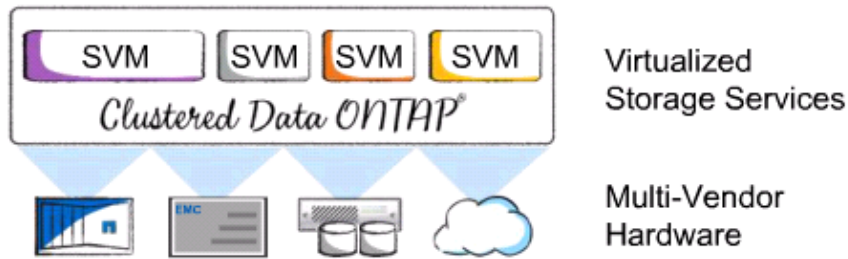 SVM SVM SVM SVM
Clustered Data ONTAP®
Virtualized
Storage Services
EMC
Multi-Vendor
Hardware